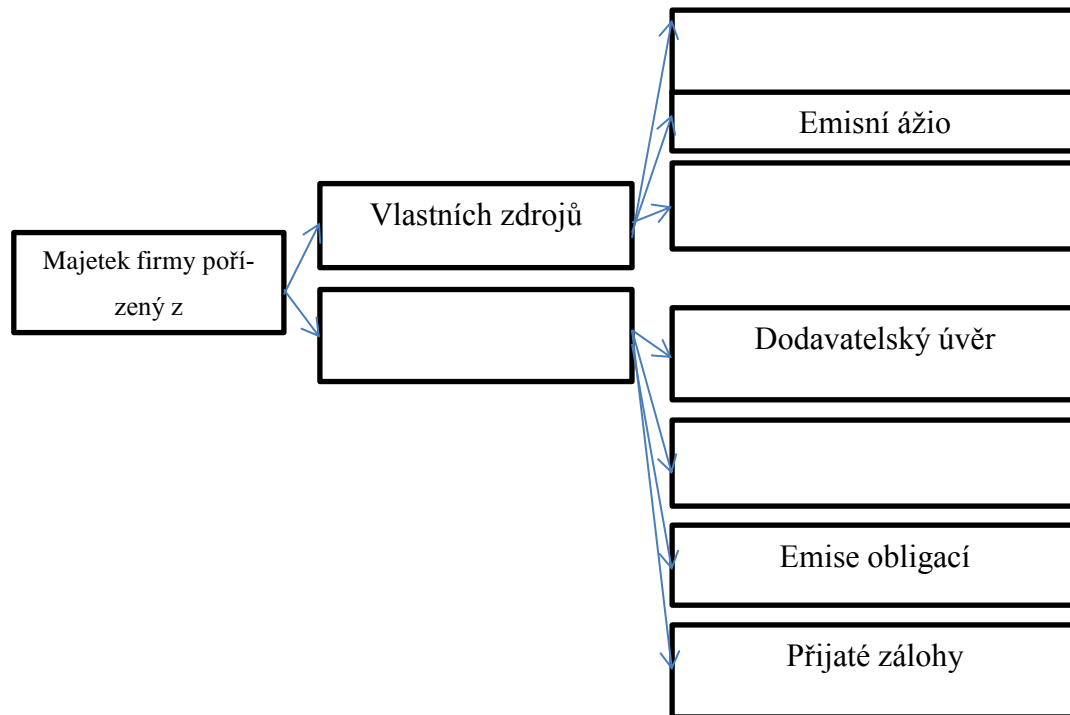 Emisní ážio
Vlastních zdrojů
Majetek firmy poří-
zený z
Dodavatelský úvěr
Emise obligací
Přijaté zálohy